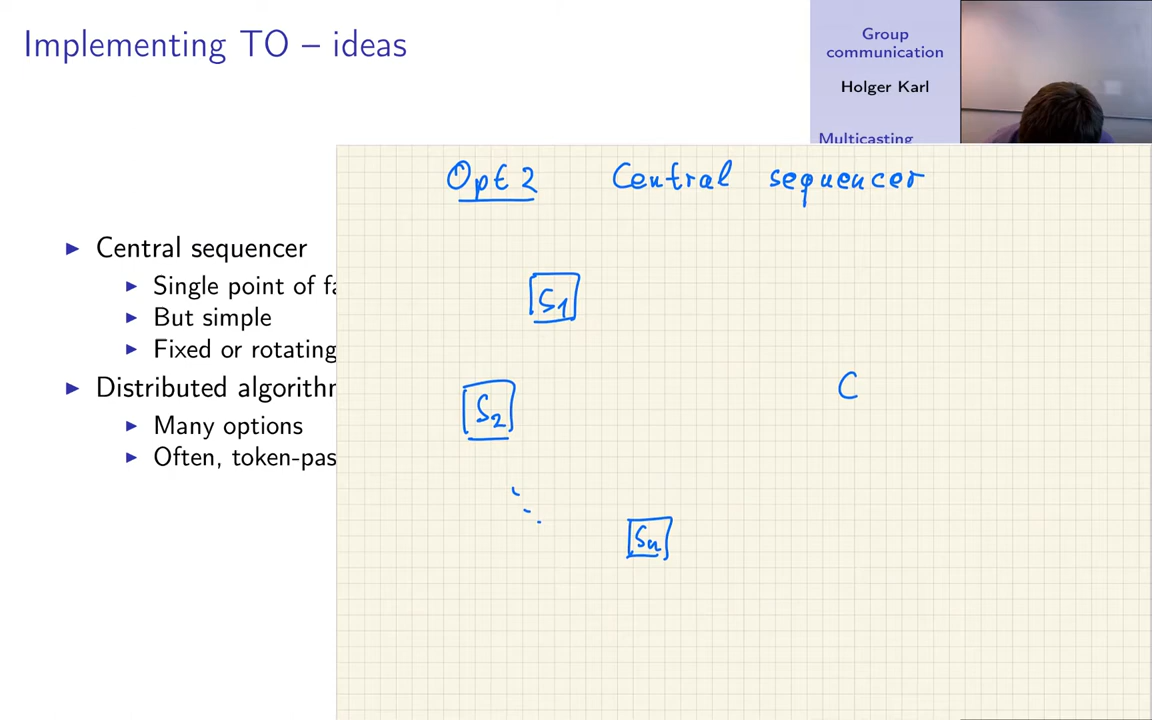 Implementing TO – ideas
Group
communication
Holger Karl
Multicasting
Opt 2 Central sequencer
Central sequencer
Single point of fa
But simple
Fixed or rotating
Distributed algorithm
Many options
Often, token-pas
S1
S2
Sn
C